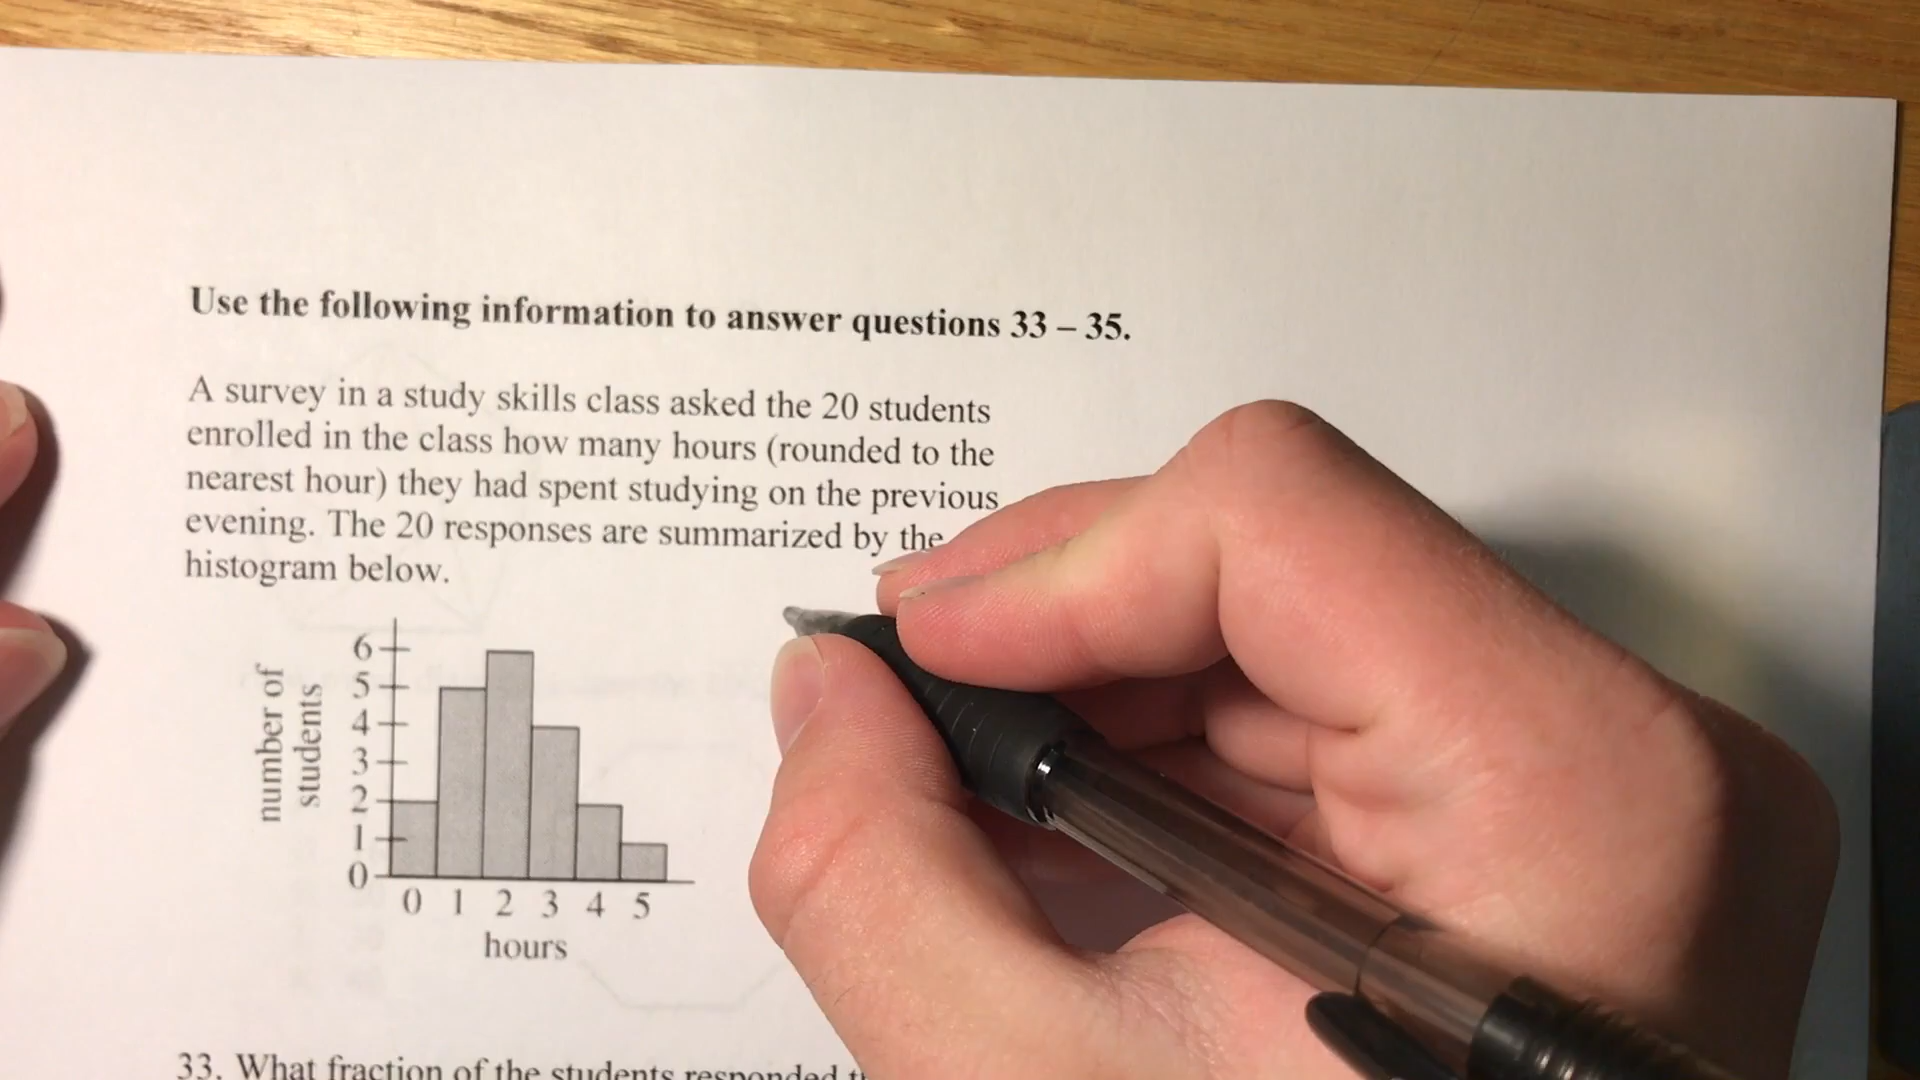 Use the following information to answer questions 33 – 35.
A survey in a study skills class asked the 20 students
enrolled in the class how many hours (rounded to the
nearest hour) they had spent studying on the previous
evening. The 20 responses are summarized by the
histogram below.
number of
students
6
5
4
3
2
1
0
0 1 2 3 4 5
hours
33. What fraction of the students responded